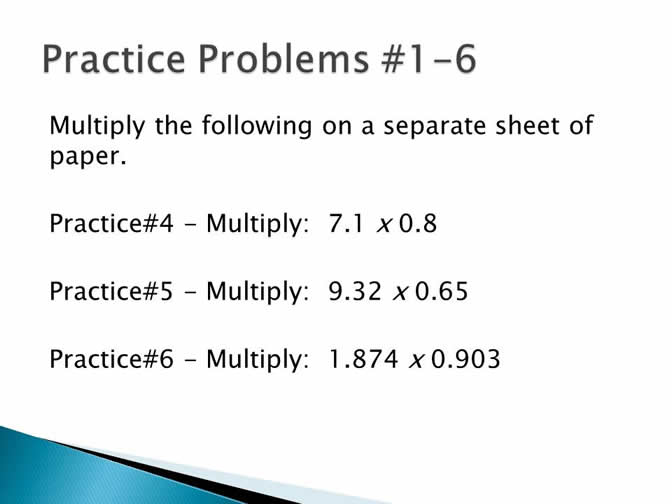 Practice Problems #1-6
Multiply the following on a separate sheet of
paper.
Practice#4 - Multiply: 7.1 x 0.8
Practice#5 - Multiply: 9.32 x 0.65
Practice#6 - Multiply: 1.874 x 0.903